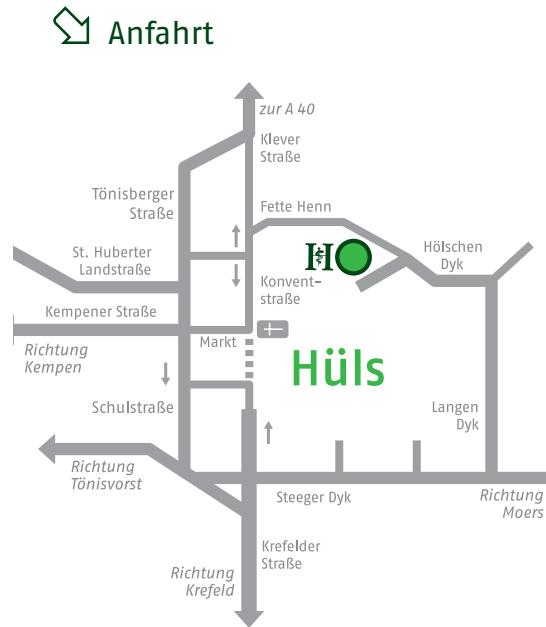 Anfahrt
zur A 40
Klever
Straße
Tönisberger
Straße
Fette Henn
St. Huberter
Landstraße
Hölschen
Dyk
Konvent-
straße
Kempener Straße
Markt
Richtung
Kempen
Hüls
Schulstraße
Langen
Dyk
Richtung
Tönisvorst
Steeger Dyk
Richtung
Moers
Krefelder
Straße
Richtung
Krefeld
H